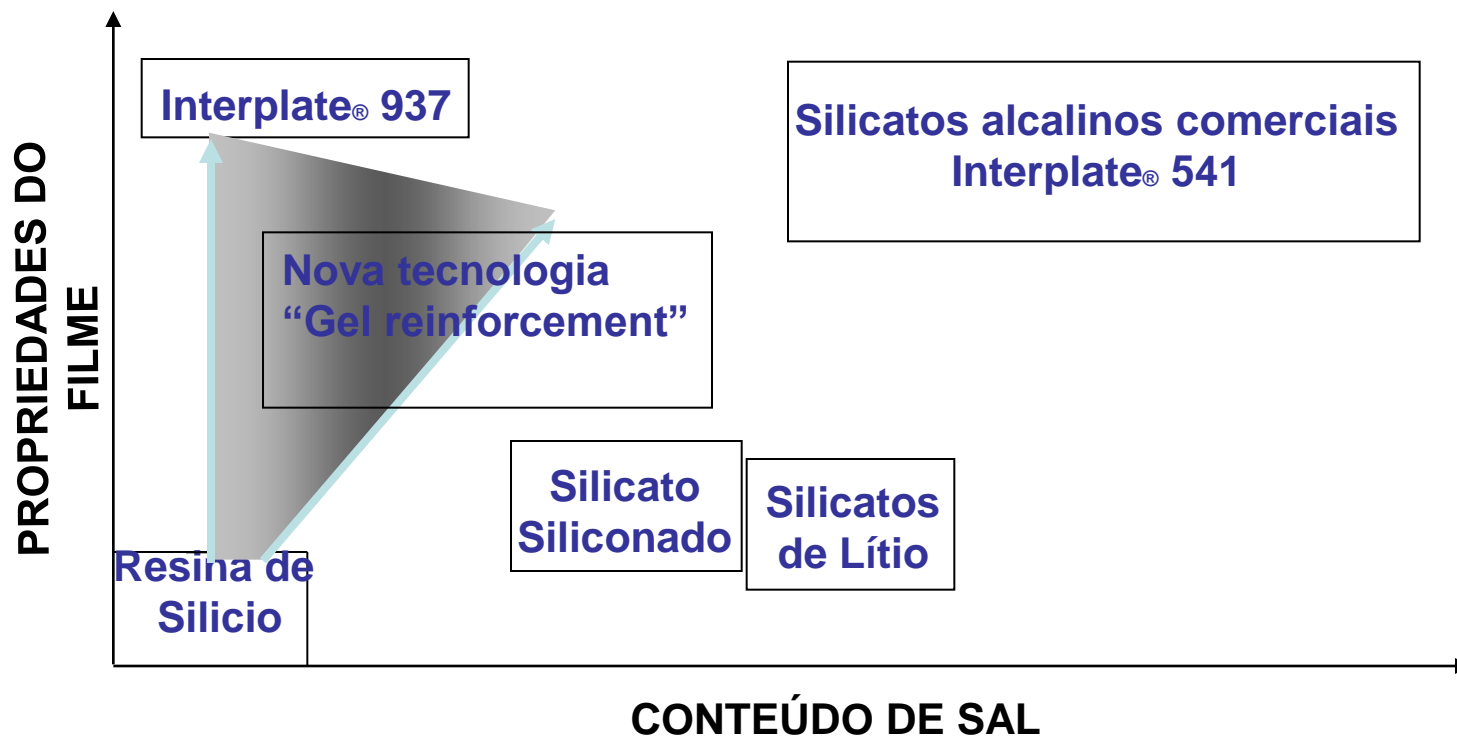 Interplate® 937
Silicatos alcalinos comerciais
Interplate® 541
PROPRIEDADES DO
FILME
Nova tecnologia
“Gel reinforcement”
Silicato
Siliconado
Silicatos
de Lítio
Resina de
Silicio
CONTEÚDO DE SAL